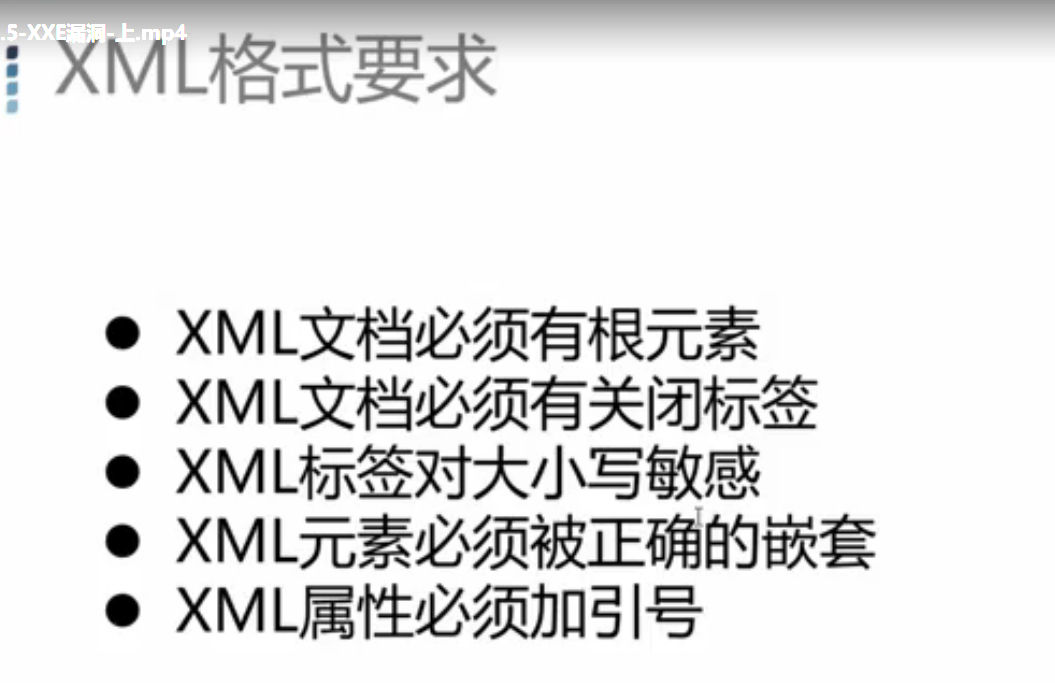 .5-XXE漏洞-上.mp4
XML格式要求
XML文档必须有根元素
XML文档必须有关闭标签
XML标签对大小写敏感
XML元素必须被正确的嵌套
XML属性必须加引号